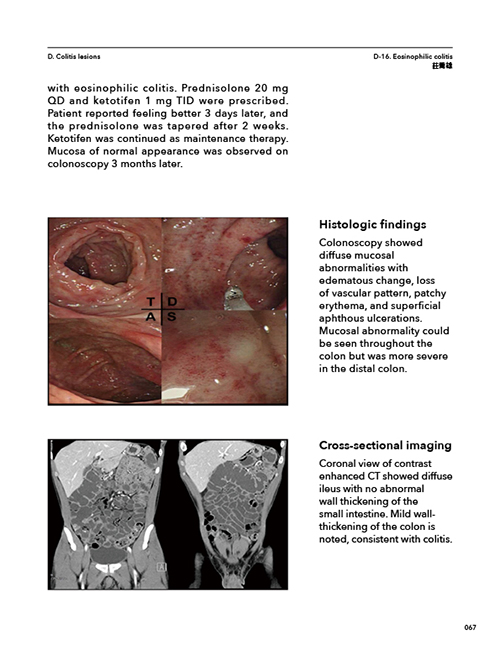 D. Colitis lesions
D-16. Eosinophilic colitis
莊喬雄
with eosinophilic colitis. Prednisolone 20 mg
QD and ketotifen 1 mg TID were prescribed.
Patient reported feeling better 3 days later, and
the prednisolone was tapered after 2 weeks.
Ketotifen was continued as maintenance therapy.
Mucosa of normal appearance was observed on
colonoscopy 3 months later.
T D
A S
Histologic findings
Colonoscopy showed
diffuse mucosal
abnormalities with
edematous change, loss
of vascular pattern, patchy
erythema, and superficial
aphthous ulcerations.
Mucosal abnormality could
be seen throughout the
colon but was more severe
in the distal colon.
Cross-sectional imaging
Coronal view of contrast
enhanced CT showed diffuse
ileus with no abnormal
wall thickening of the
small intestine. Mild wall-
thickening of the colon is
noted, consistent with colitis.
067